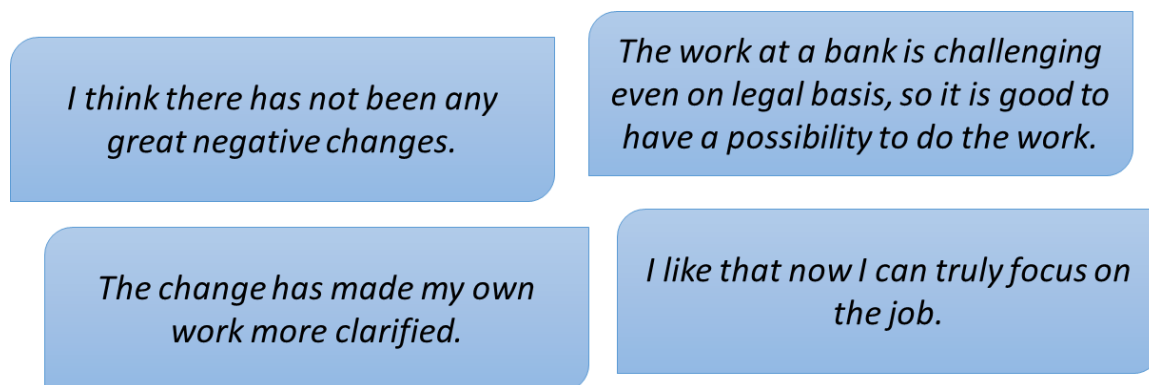 I think there has not been any
great negative changes.
The work at a bank is challenging
even on legal basis, so it is good to
have a possibility to do the work.
The change has made my own
work more clarified.
I like that now I can truly focus on
the job.